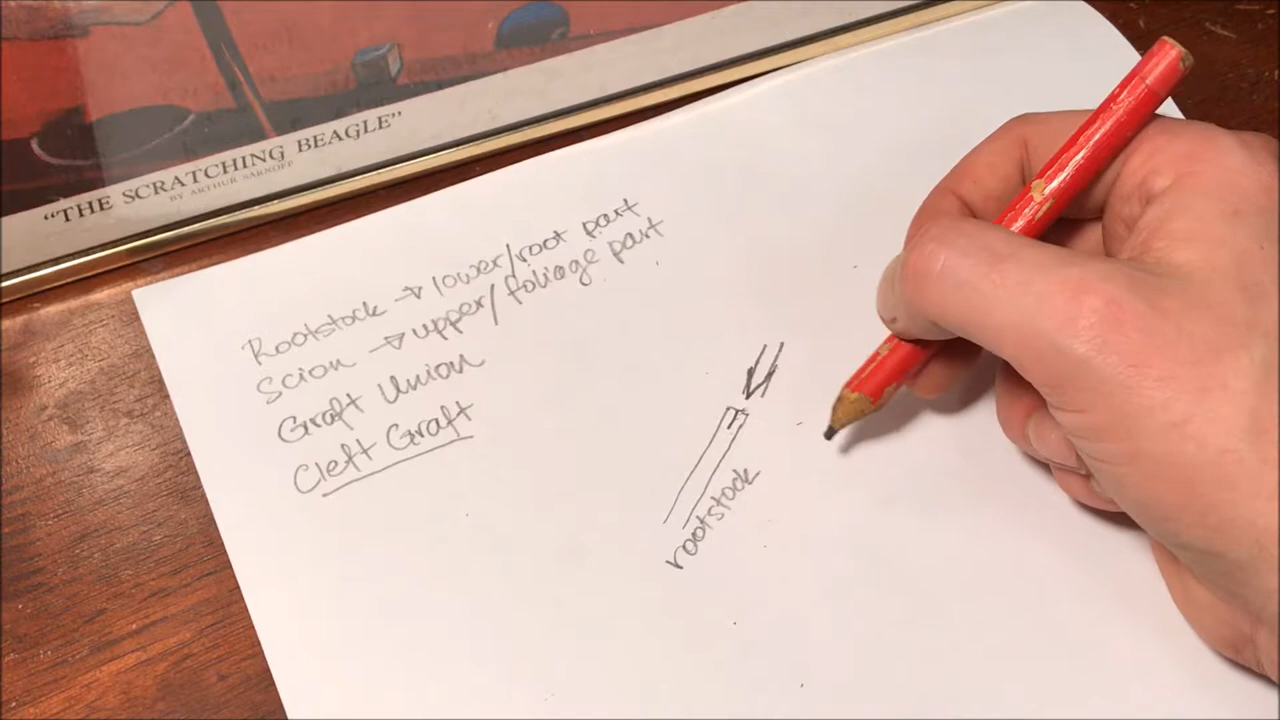 "THE SCRATCHING BEAGLE"
BY ARTHUR SARNOFF
Rootstock → lower/root part
Scion → upper/foliage part
Graft Union
Cleft Graft
rootstock